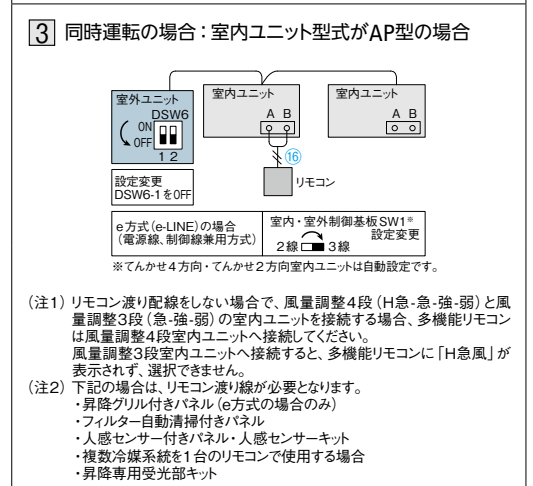 3 同時運転の場合：室内ユニット型式がAP型の場合
室外ユニット
DSW6
ON
OFF
1 2
設定変更
DSW6-1をOFF
室内ユニット
A B
⑯
リモコン
室内ユニット
A B
e方式(e-LINE)の場合
(電源線、制御線兼用方式)
室内・室外制御基板SW1※
設定変更
2線 3線
※てんかせ4方向・てんかせ2方向室内ユニットは自動設定です。
(注1) リモコン渡り配線をしない場合で、風量調整4段(H急-急-強-弱)と風
量調整3段(急-強-弱)の室内ユニットを接続する場合、多機能リモコン
は風量調整4段室内ユニットへ接続してください。
風量調整3段室内ユニットへ接続すると、多機能リモコンに「H急風」が
表示されず、選択できません。
(注2) 下記の場合は、リモコン渡り線が必要となります。
・昇降グリル付きパネル(e方式の場合のみ)
・フィルター自動清掃付きパネル
・人感センサー付きパネル・人感センサーキット
・複数冷媒系統を1台のリモコンで使用する場合
・昇降専用受光部キット